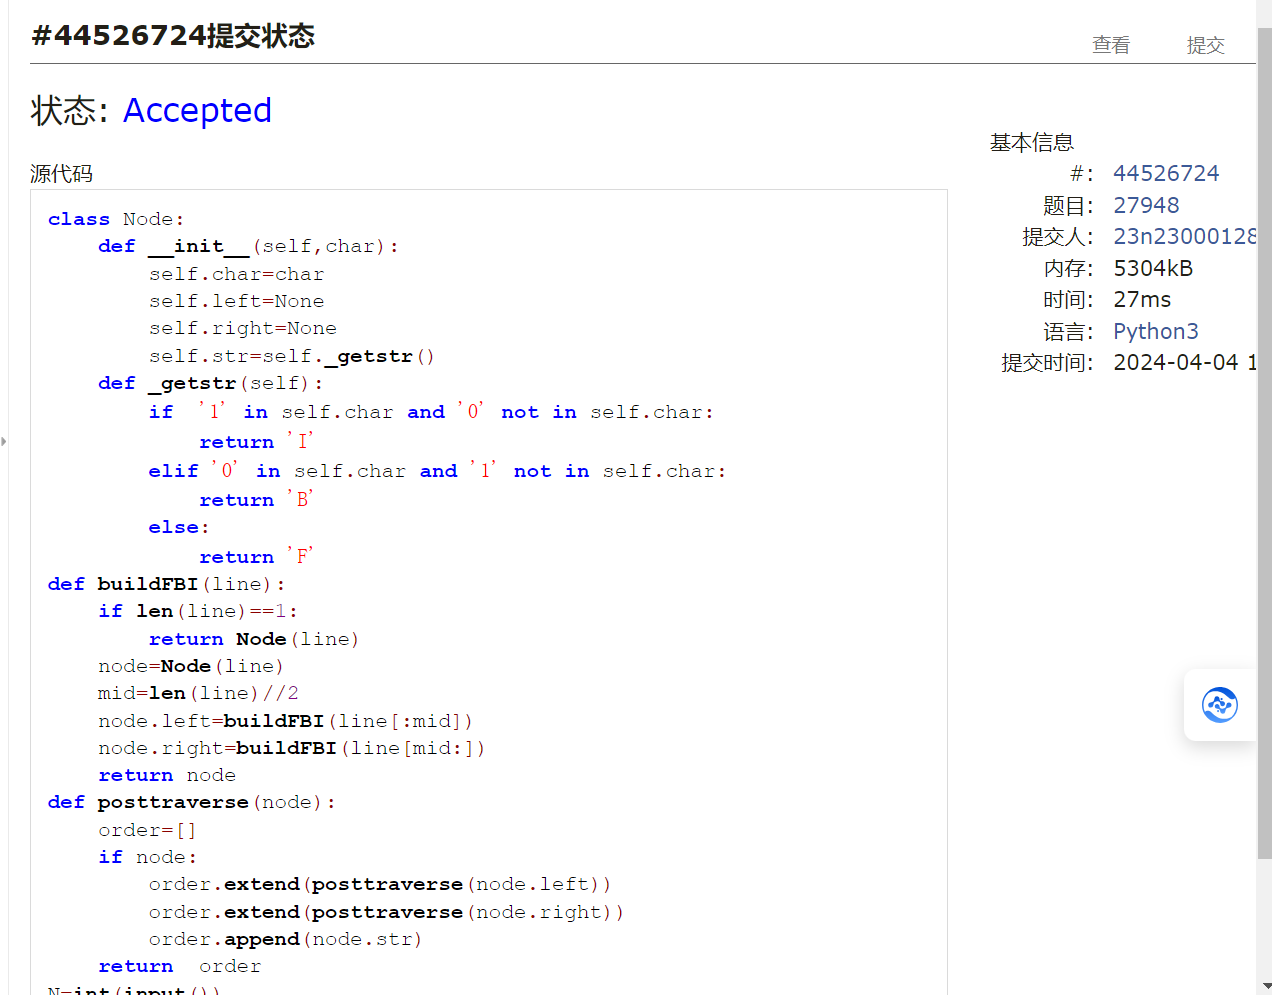 #44526724提交状态
查看 提交
状态: Accepted
源代码
class Node:
    def __init__(self,char):
        self.char=char
        self.left=None
        self.right=None
        self.str=self._getstr()
    def _getstr(self):
        if  '1' in self.char and '0' not in self.char:
            return 'I'
        elif '0' in self.char and '1' not in self.char:
            return 'B'
        else:
            return 'F'
def buildFBI(line):
    if len(line)==1:
        return Node(line)
    node=Node(line)
    mid=len(line)//2
    node.left=buildFBI(line[:mid])
    node.right=buildFBI(line[mid:])
    return node
def posttraverse(node):
    order=[]
    if node:
        order.extend(posttraverse(node.left))
        order.extend(posttraverse(node.right))
        order.append(node.str)
    return  order
N=int(input())
基本信息
#: 44526724
题目: 27948
提交人: 23n23000128
内存: 5304kB
时间: 27ms
语言: Python3
提交时间: 2024-04-04 1